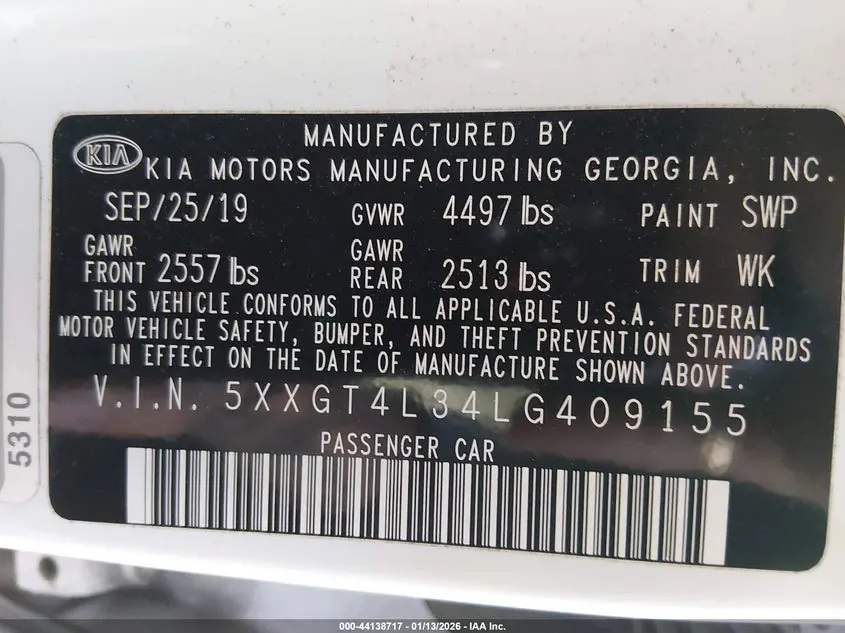 MANUFACTURED BY
KIA KIA MOTORS MANUFACTURING GEORGIA, INC.
SEP/25/19 GVWR 4497 lbs PAINT SWP
GAWR FRONT 2557 lbs GAWR REAR 2513 lbs TRIM WK
THIS VEHICLE CONFORMS TO ALL APPLICABLE U.S.A. FEDERAL
MOTOR VEHICLE SAFETY, BUMPER, AND THEFT PREVENTION STANDARDS
IN EFFECT ON THE DATE OF MANUFACTURE SHOWN ABOVE.
V.I.N. 5XXGT4L34LG409155
PASSENGER CAR
5310
000-44138717 - 01/13/2026 - IAA Inc.